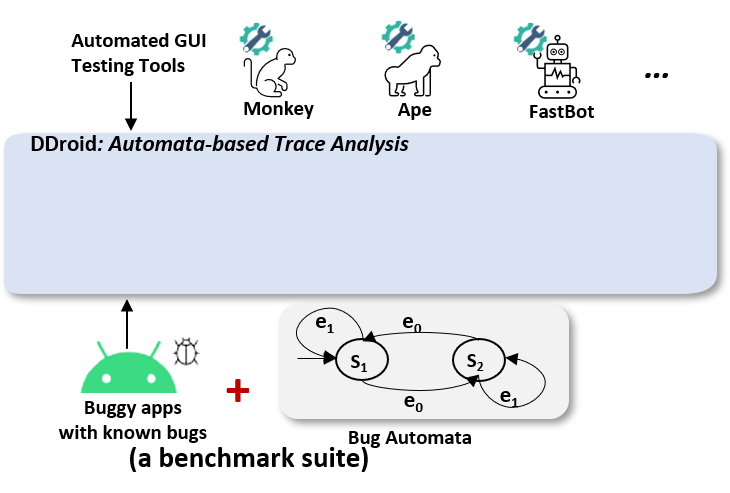 Automated GUI
Testing Tools
Monkey
Ape
FastBot
...
DDroid: Automata-based Trace Analysis
e₁
e₀
S₁
S₂
e₀
e₁
Buggy apps
with known bugs
+
Bug Automata
(a benchmark suite)